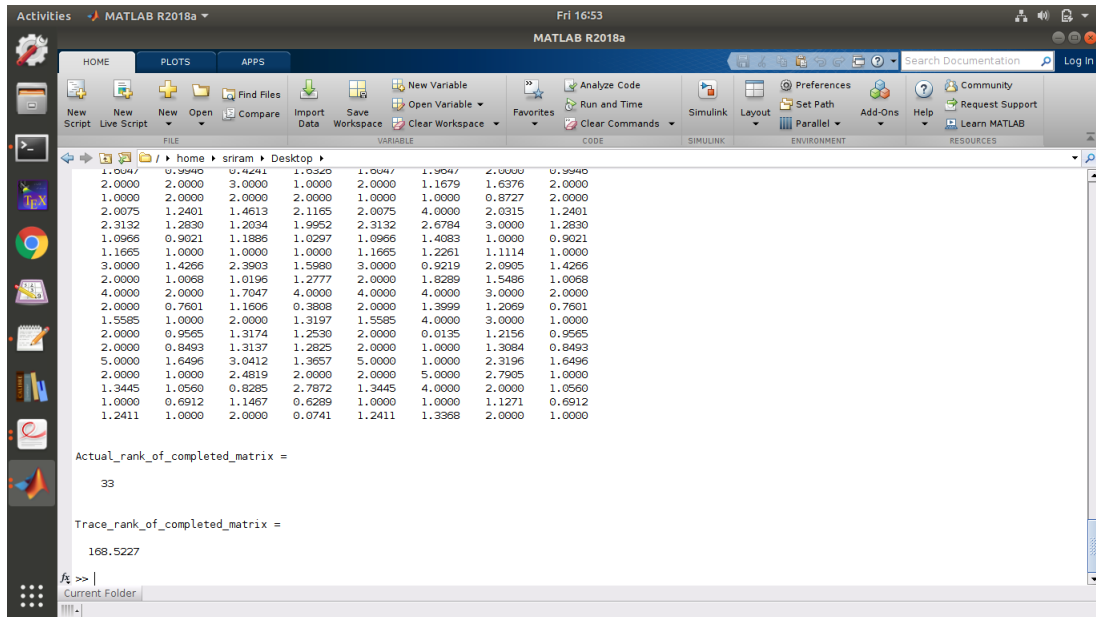 Activities MATLAB R2018a Fri 16:53
MATLAB R2018a
HOME PLOTS APPS Search Documentation Log In
New Script New Live Script New Open Find Files Compare Import Data Save Workspace New Variable Open Variable Clear Workspace Favorites Analyze Code Run and Time Clear Commands Simulink Layout Preferences Set Path Parallel Add-Ons Help Community Request Support Learn MATLAB
FILE VARIABLE CODE SIMULINK ENVIRONMENT RESOURCES
/ home sriram Desktop
1.6047 0.9946 0.4241 1.6326 1.6047 1.9647 2.0000 0.9946
2.0000 2.0000 3.0000 1.0000 2.0000 1.1679 1.6376 2.0000
1.0000 2.0000 2.0000 2.0000 1.0000 1.0000 0.8727 2.0000
2.0075 1.2401 1.4613 2.1165 2.0075 4.0000 2.0315 1.2401
2.3132 1.2830 1.2034 1.9952 2.3132 2.6784 3.0000 1.2830
1.0966 0.9021 1.1886 1.0297 1.0966 1.4083 1.0000 0.9021
1.1665 1.0000 1.0000 1.0000 1.1665 1.2261 1.1114 1.0000
3.0000 1.4266 2.3903 1.5980 3.0000 0.9219 2.0905 1.4266
2.0000 1.0068 1.0196 1.2777 2.0000 1.8289 1.5486 1.0068
4.0000 2.0000 1.7047 4.0000 4.0000 4.0000 3.0000 2.0000
2.0000 0.7601 1.1606 0.3808 2.0000 1.3999 1.2069 0.7601
1.5585 1.0000 2.0000 1.3197 1.5585 4.0000 3.0000 1.0000
2.0000 0.9565 1.3174 1.2530 2.0000 0.0135 1.2156 0.9565
2.0000 0.8493 1.3137 1.2825 2.0000 1.0000 1.3084 0.8493
5.0000 1.6496 3.0412 1.3657 5.0000 1.0000 2.3196 1.6496
2.0000 1.0000 2.4819 2.0000 2.0000 5.0000 2.7905 1.0000
1.3445 1.0560 0.8285 2.7872 1.3445 4.0000 2.0000 1.0560
1.0000 0.6912 1.1467 0.6289 1.0000 1.0000 1.1271 0.6912
1.2411 1.0000 2.0000 0.0741 1.2411 1.3368 2.0000 1.0000
Actual_rank_of_completed_matrix =
33
Trace_rank_of_completed_matrix =
168.5227
fx >>
Current Folder